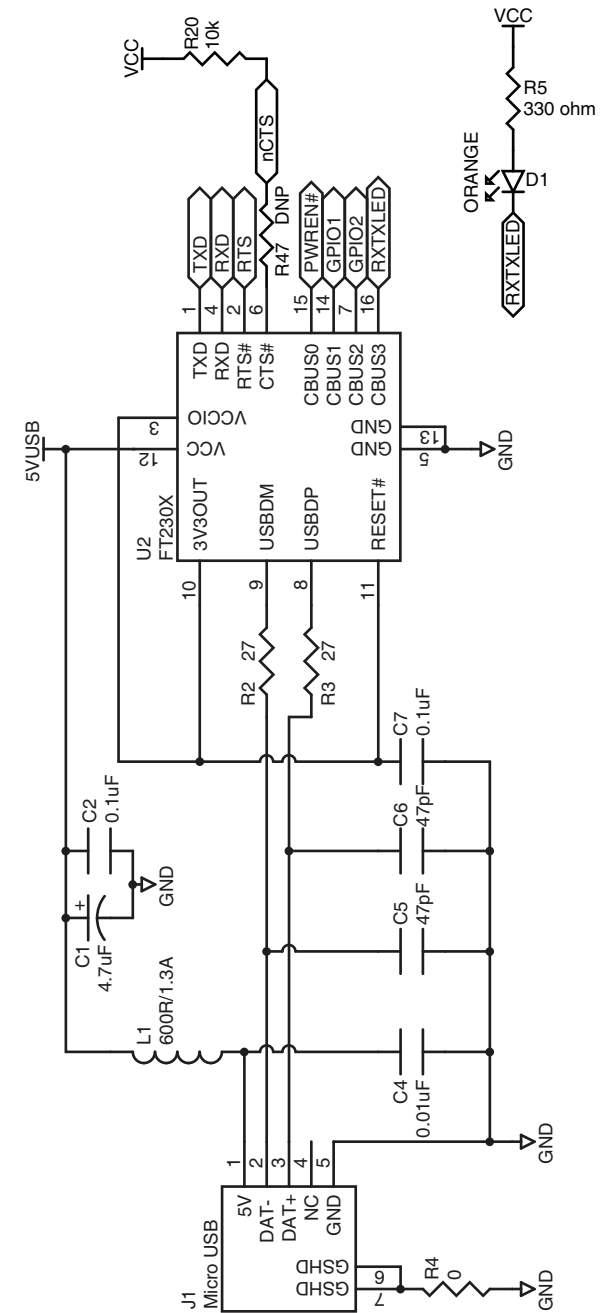 VCC
R20
10k
nCTS
R47
DNP
TXD
RXD
RTS
PWREN#
GPIO1
GPIO2
RXTXLED
1
4
2
6
15
14
7
16
VCC
R5
330 ohm
ORANGE
D1
RXTXLED
5VUSB
3
12
VCCIO
VCC
TXD
RXD
RTS#
CTS#
CBUS0
CBUS1
CBUS2
CBUS3
GND
GND
13
5
GND
U2
FT230X
3V3OUT
USBDM
USBDP
RESET#
10
9
8
11
R2
27
R3
27
C2
0.1uF
C1
+
4.7uF
GND
L1
600R/1.3A
C7
0.1uF
C6
47pF
C5
47pF
C4
0.01uF
GND
J1
Micro USB
5V
DAT-
DAT+
NC
GND
1
2
3
4
5
GSHD
GSHD
6
7
R4
0
GND